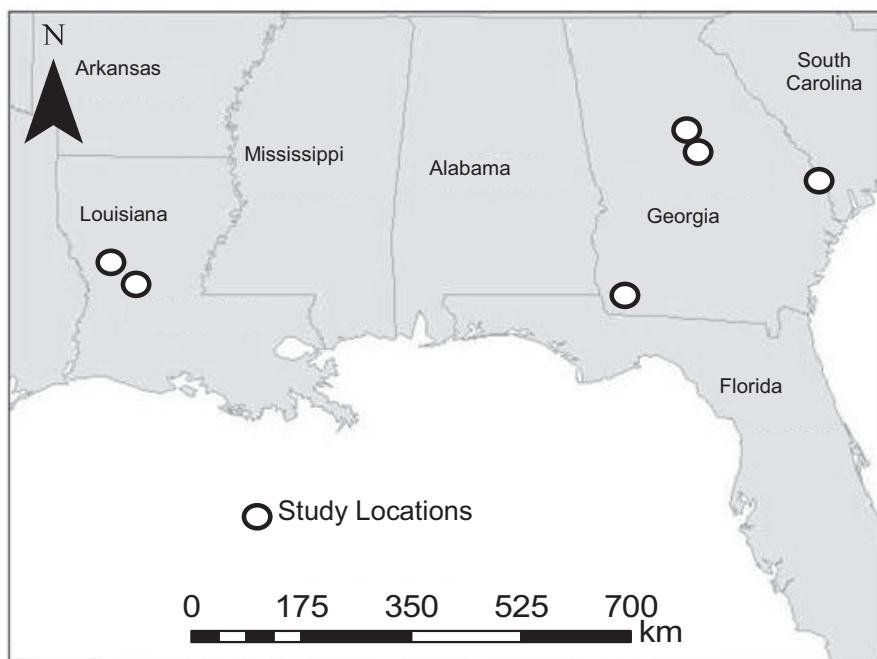 N
Arkansas
South
Carolina
Mississippi
Alabama
Louisiana
Georgia
Florida
Study Locations
0 175 350 525 700
km